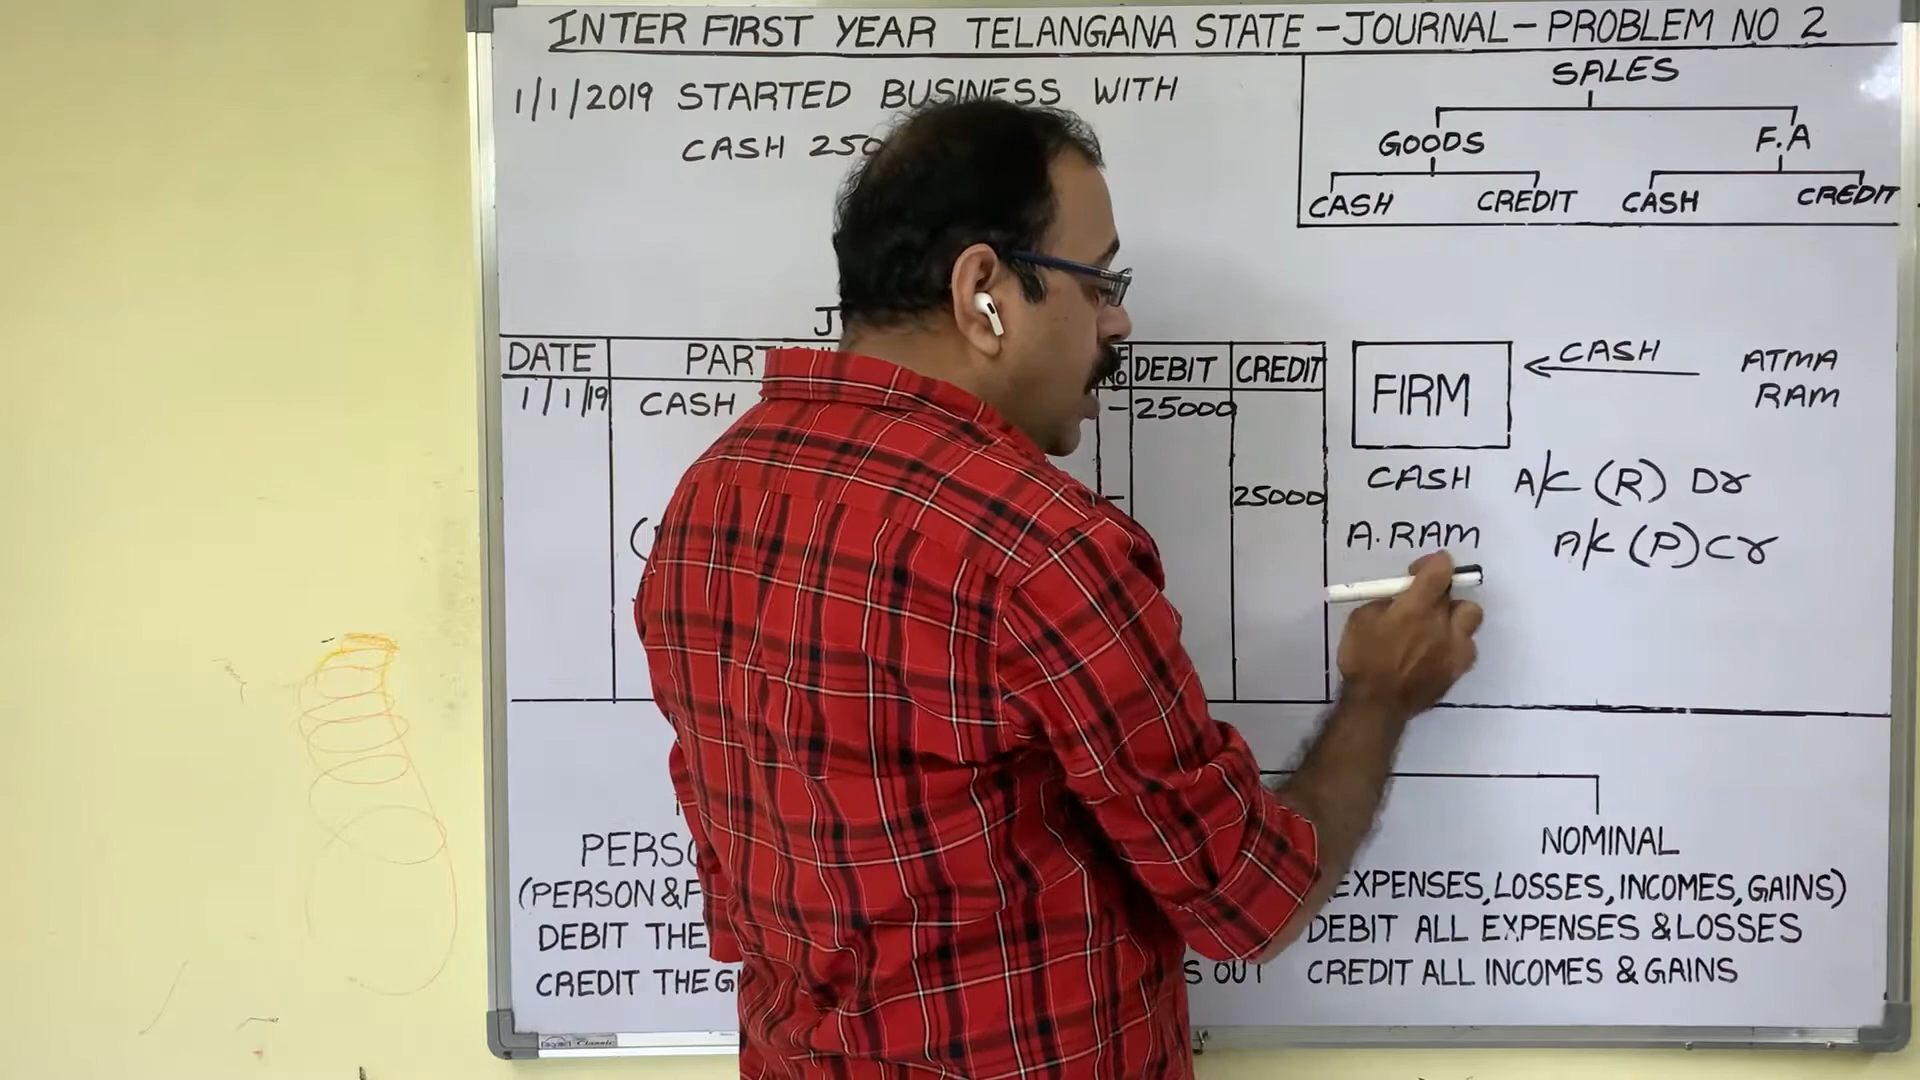 INTER FIRST YEAR TELANGANA STATE - JOURNAL - PROBLEM NO 2
1/1/2019 STARTED BUSINESS WITH
CASH 250
SALES
GOODS F.A
CASH CREDIT CASH CREDIT
DATE DEBIT CREDIT
1/1/19 CASH - 25000
- 25000
FIRM
CASH
ATMA
RAM
CASH A/C (R) Dr
A.RAM A/C (P) Cr
NOMINAL
EXPENSES, LOSSES, INCOMES, GAINS)
DEBIT THE DEBIT ALL EXPENSES & LOSSES
CREDIT THE S OUT CREDIT ALL INCOMES & GAINS
Classic